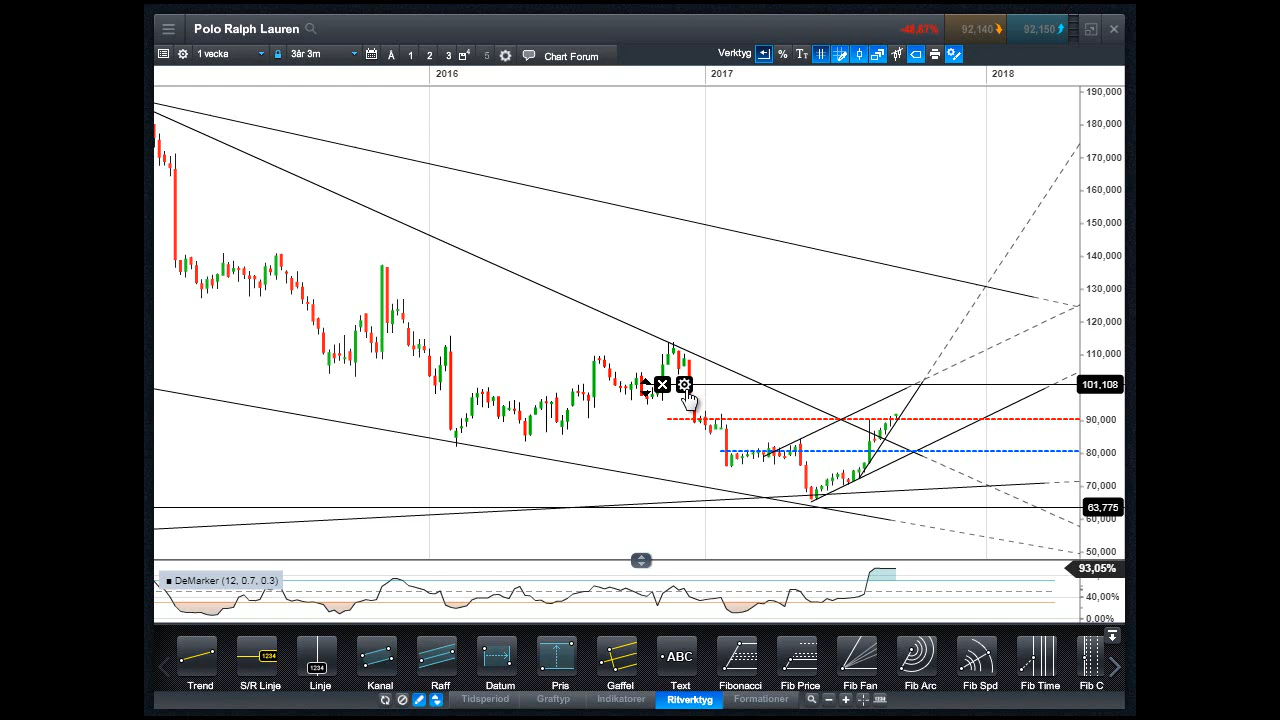 Polo Ralph Lauren -46,67% 92,140 92,150
1 vecka 3år 3m A 1 2 3 5 Chart Forum Verktyg % TT
2016 2017 2018
190,000
180,000
170,000
160,000
150,000
140,000
130,000
120,000
110,000
101,108
90,000
80,000
70,000
63,775
60,000
50,000
93,05%
DeMarker (12, 0.7, 0.3)
40,00%
0.00%
1234 1234 ABC
Trend S/R Linje Linje Kanal Raff Datum Pris Gaffel Text Fibonacci Fib Price Fib Fan Fib Arc Fib Spd Fib Time Fib C
Tidsperiod Graftyp Indikatorer Ritverktyg Formationer